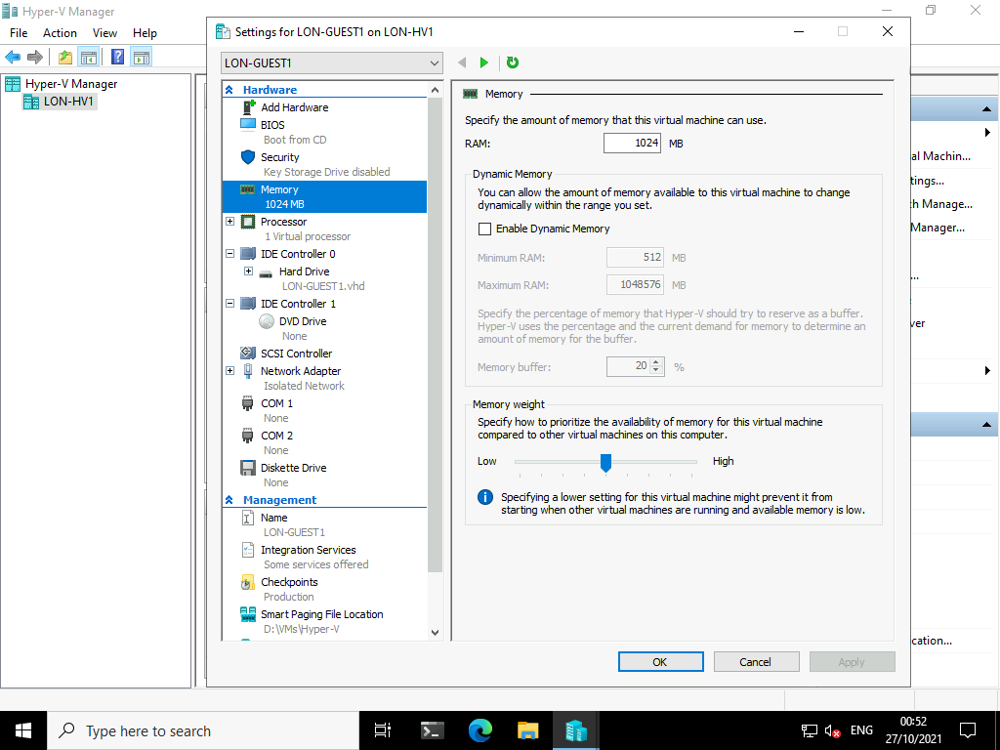 Hyper-V Manager
File Action View Help
Hyper-V Manager
LON-HV1
Settings for LON-GUEST1 on LON-HV1
LON-GUEST1
Hardware
Add Hardware
BIOS
Boot from CD
Security
Key Storage Drive disabled
Memory
1024 MB
Processor
1 Virtual processor
IDE Controller 0
Hard Drive
LON-GUEST1.vhd
IDE Controller 1
DVD Drive
None
SCSI Controller
Network Adapter
Isolated Network
COM 1
None
COM 2
None
Diskette Drive
None
Management
Name
LON-GUEST1
Integration Services
Some services offered
Checkpoints
Production
Smart Paging File Location
D:\VMs\Hyper-V
Memory
Specify the amount of memory that this virtual machine can use.
RAM: 1024 MB
Dynamic Memory
You can allow the amount of memory available to this virtual machine to change
dynamically within the range you set.
Enable Dynamic Memory
Minimum RAM: 512 MB
Maximum RAM: 1048576 MB
Specify the percentage of memory that Hyper-V should try to reserve as a buffer.
Hyper-V uses the percentage and the current demand for memory to determine an
amount of memory for the buffer.
Memory buffer: 20 %
Memory weight
Specify how to prioritize the availability of memory for this virtual machine
compared to other virtual machines on this computer.
Low High
Specifying a lower setting for this virtual machine might prevent it from
starting when other virtual machines are running and available memory is low.
OK Cancel Apply
al Machin...
tings...
h Manage...
Manager...
...
ver
cation...
Type here to search
ENG
00:52
27/10/2021